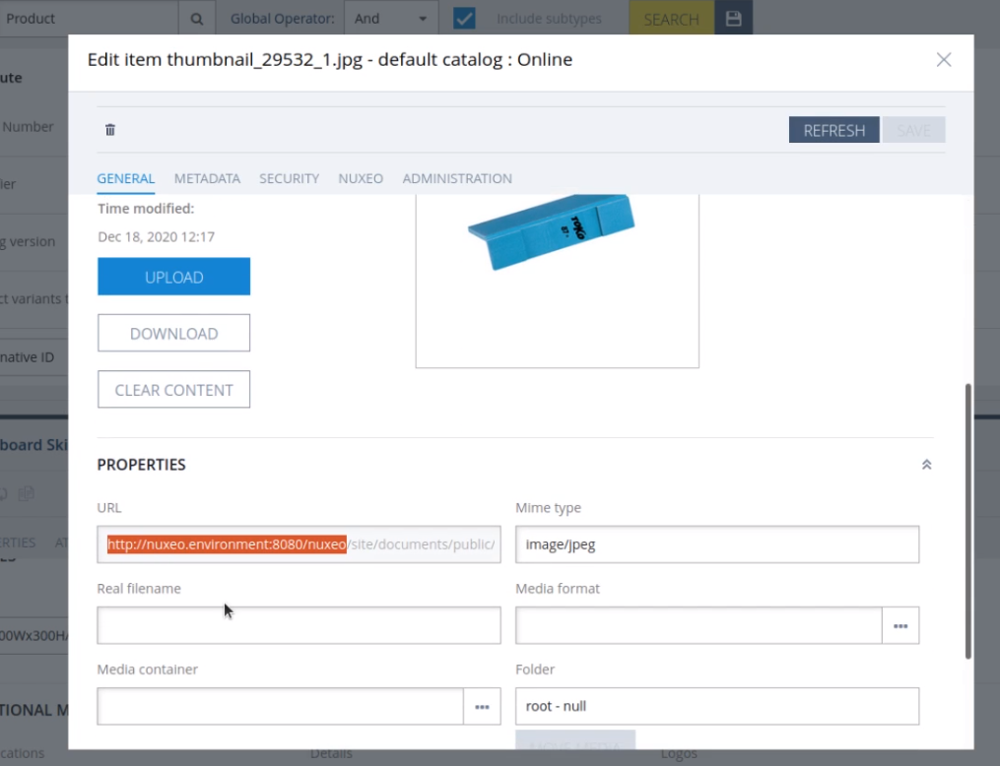 Product
Global Operator:
And
Include subtypes
SEARCH
Edit item thumbnail_29532_1.jpg - default catalog : Online
ute
Number
REFRESH
SAVE
GENERAL
METADATA
SECURITY
NUXEO
ADMINISTRATION
ier
Time modified:
Dec 18, 2020 12:17
g version
UPLOAD
TOKO
ct variants t
DOWNLOAD
native ID
CLEAR CONTENT
board Ski
PROPERTIES
URL
Mime type
http://nuxeo.environment:8080/nuxeo/site/documents/public/
image/jpeg
RTIES
AT
Real filename
Media format
00Wx300H/
Media container
Folder
root - null
TIONAL M
MOVE MEDIA
cations
Details
Logos